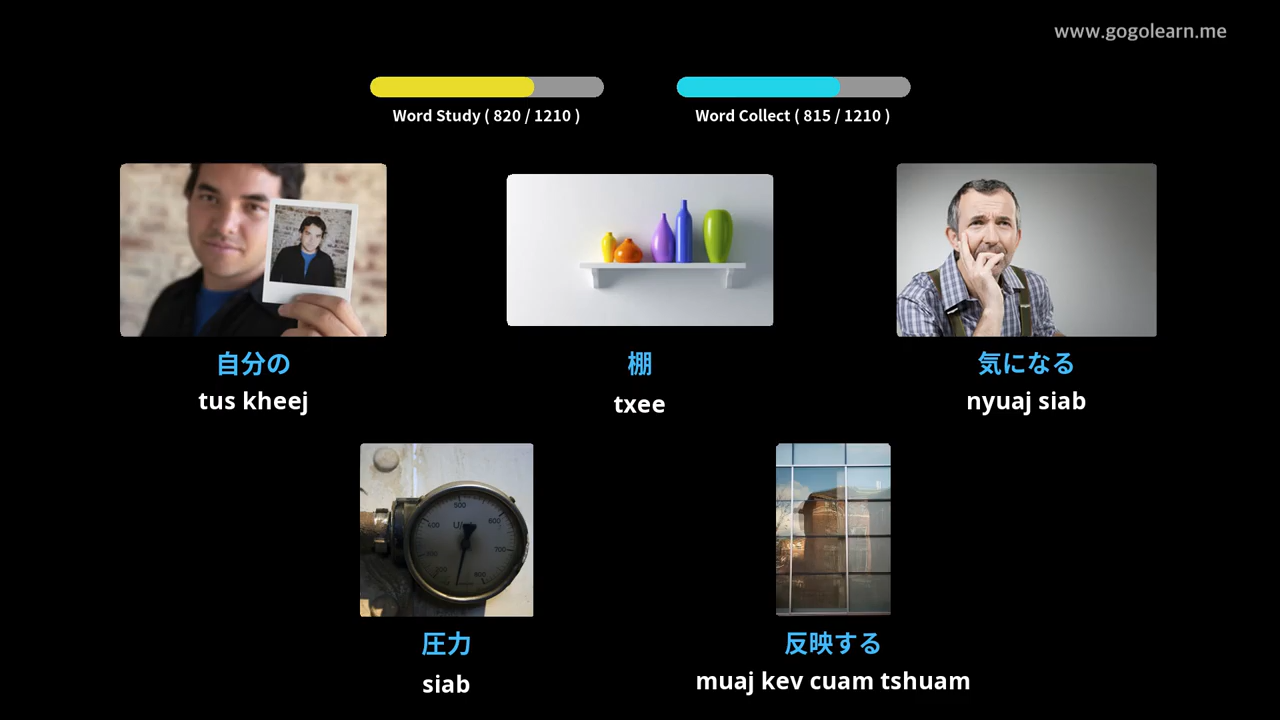 www.gogolearn.me
Word Study ( 820 / 1210 )
Word Collect ( 815 / 1210 )
自分の
tus kheej
棚
txee
気になる
nyuaj siab
圧力
siab
反映する
muaj kev cuam tshuam